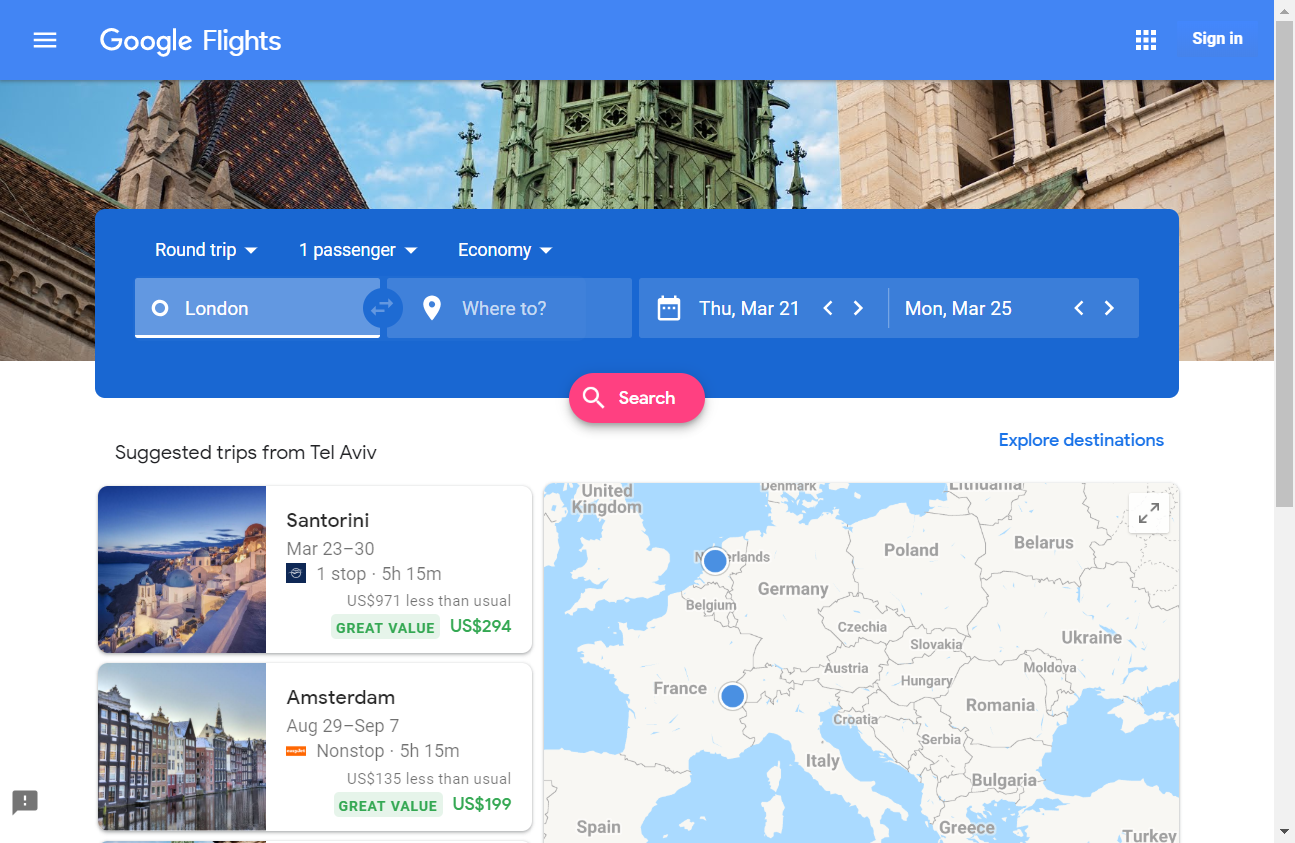 Google Flights
Sign in
Round trip
1 passenger
Economy
London
Where to?
Thu, Mar 21
Mon, Mar 25
Search
Suggested trips from Tel Aviv
Explore destinations
Santorini
Mar 23–30
1 stop · 5h 15m
US$971 less than usual
GREAT VALUE US$294
Amsterdam
Aug 29–Sep 7
Nonstop · 5h 15m
US$135 less than usual
GREAT VALUE US$199
United
Kingdom
Denmark
Lithuania
Netherlands
Poland
Belarus
Germany
Belgium
Czechia
Slovakia
Ukraine
Austria
Moldova
Hungary
France
Romania
Croatia
Serbia
Italy
Bulgaria
Spain
Greece
Turkey